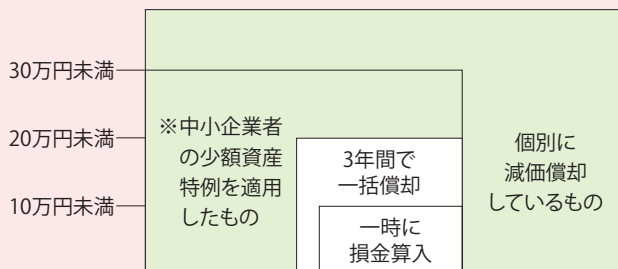 30万円未満
20万円未満
10万円未満
※中小企業者
の少額資産
特例を適用
したもの
3年間で
一括償却
一時に
損金算入
個別に
減価償却
しているもの